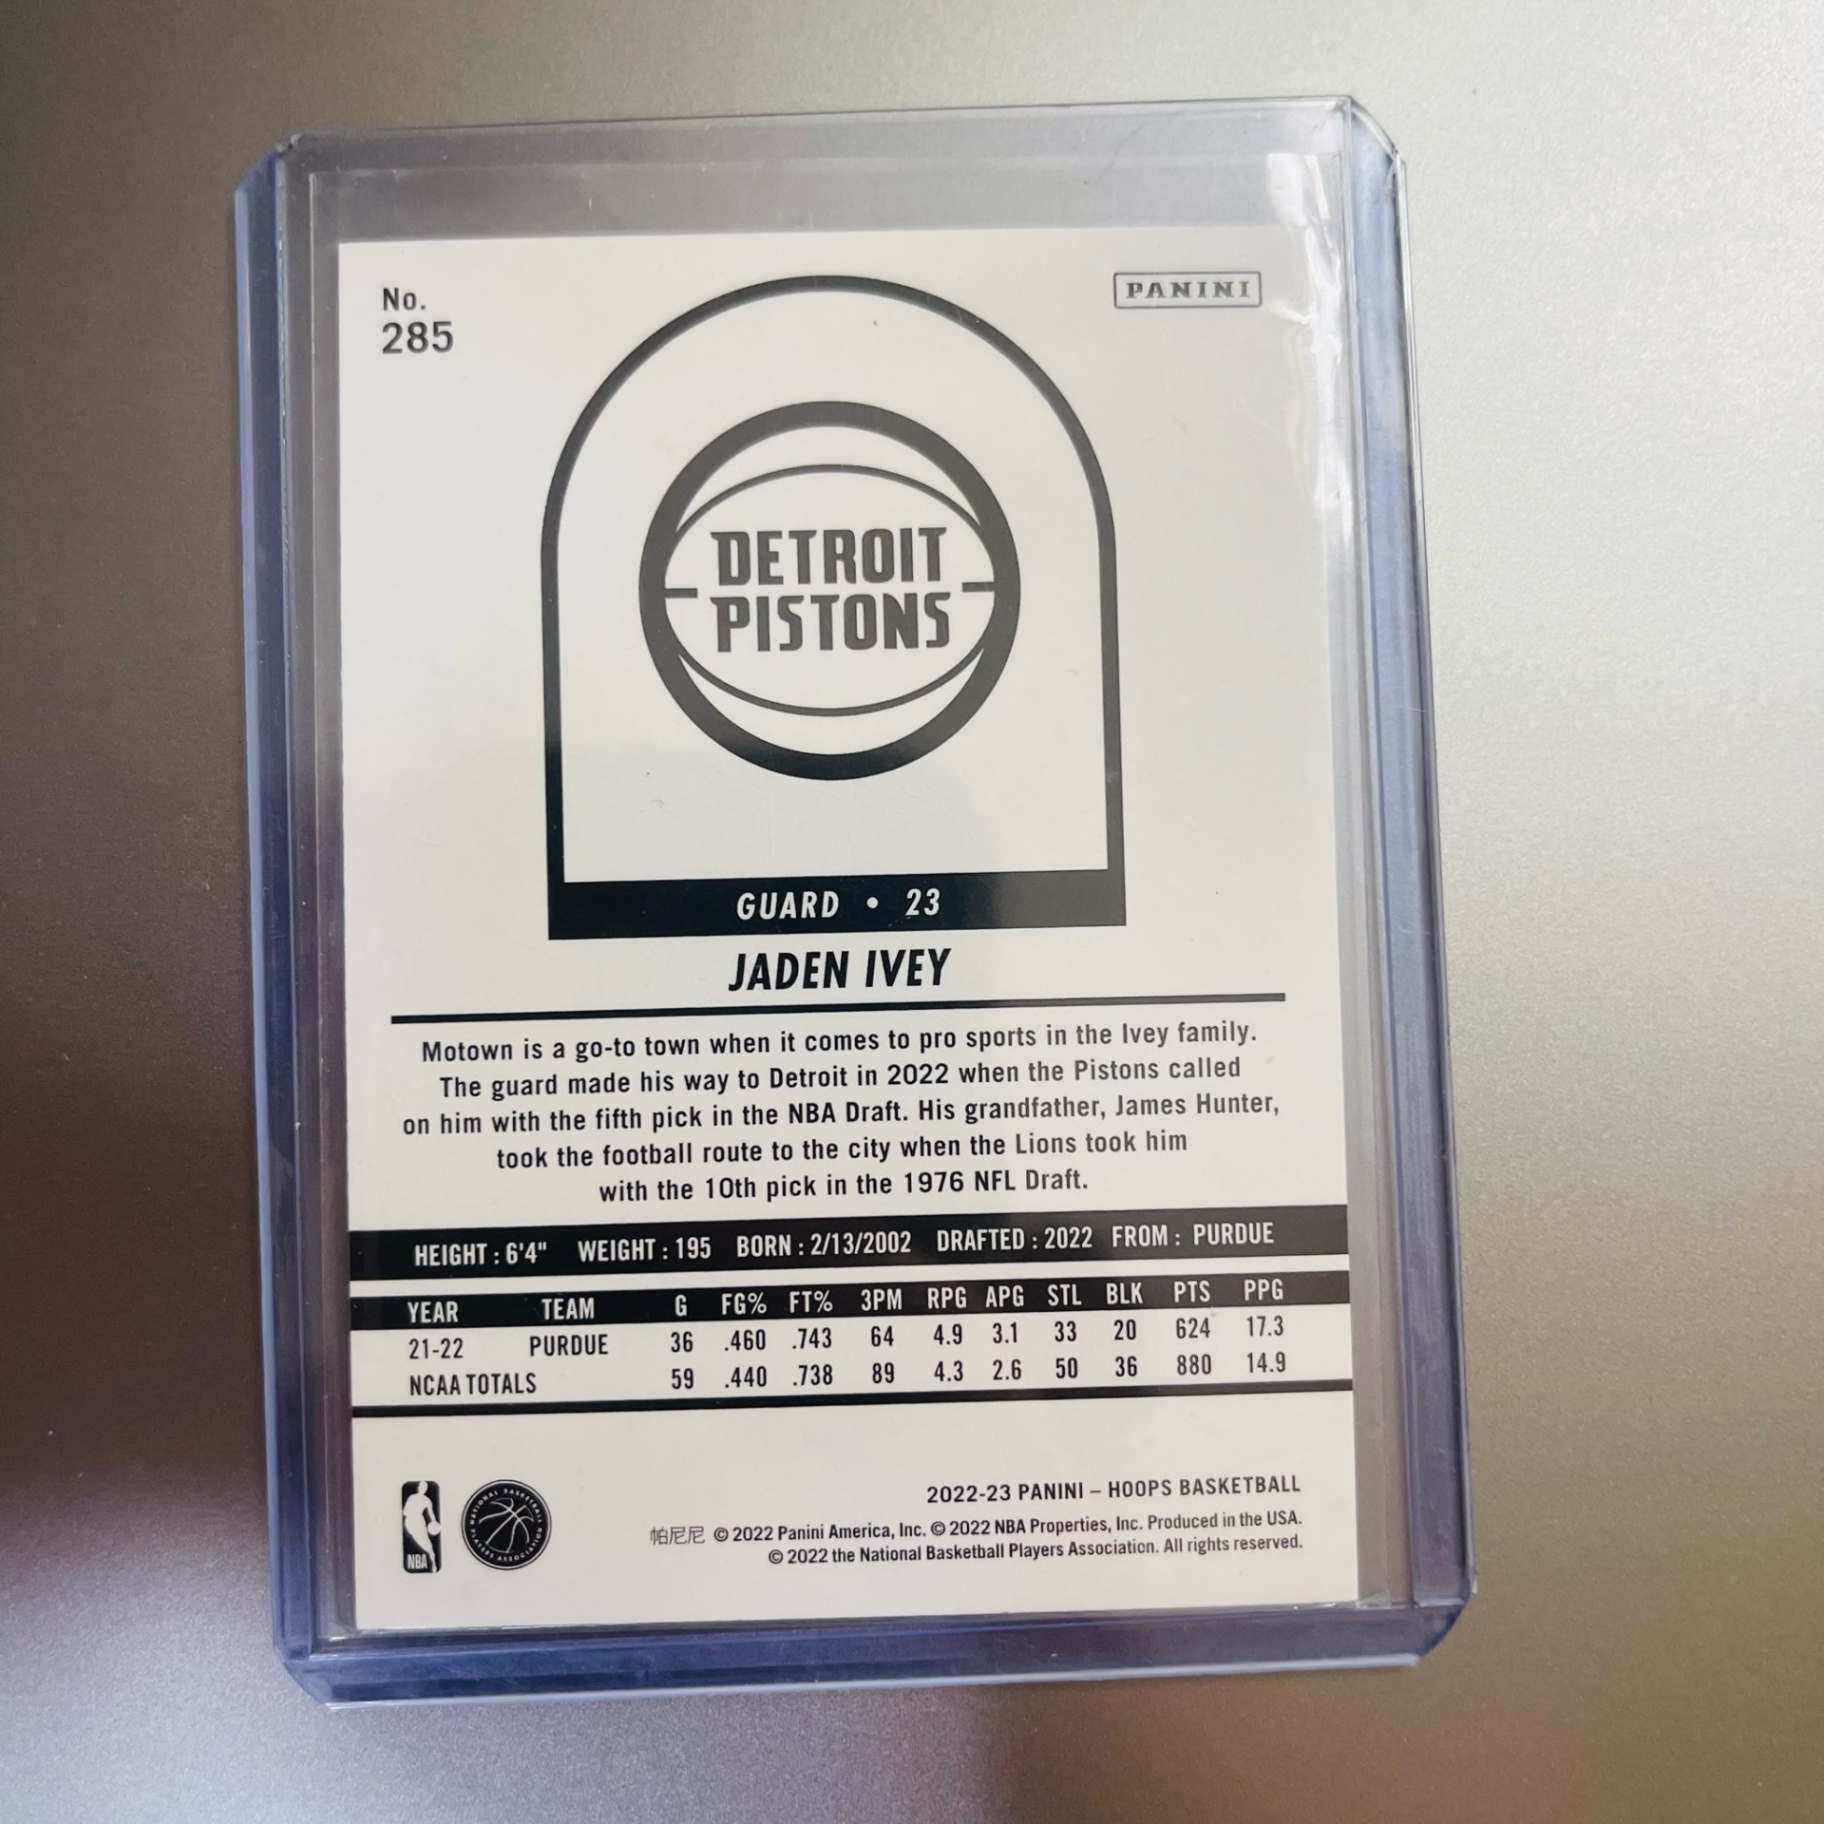 No.
285
PANINI
DETROIT
PISTONS
GUARD • 23
JADEN IVEY
Motown is a go-to town when it comes to pro sports in the Ivey family.
The guard made his way to Detroit in 2022 when the Pistons called
on him with the fifth pick in the NBA Draft. His grandfather, James Hunter,
took the football route to the city when the Lions took him
with the 10th pick in the 1976 NFL Draft.
HEIGHT : 6'4" WEIGHT : 195 BORN : 2/13/2002 DRAFTED : 2022 FROM : PURDUE
YEAR TEAM G FG% FT% 3PM RPG APG STL BLK PTS PPG
21-22 PURDUE 36 .460 .743 64 4.9 3.1 33 20 624 17.3
NCAA TOTALS 59 .440 .738 89 4.3 2.6 50 36 880 14.9
NBA
NATIONAL BASKETBALL PLAYERS ASSOCIATION
2022-23 PANINI – HOOPS BASKETBALL
帕尼尼 © 2022 Panini America, Inc. © 2022 NBA Properties, Inc. Produced in the USA.
© 2022 the National Basketball Players Association. All rights reserved.